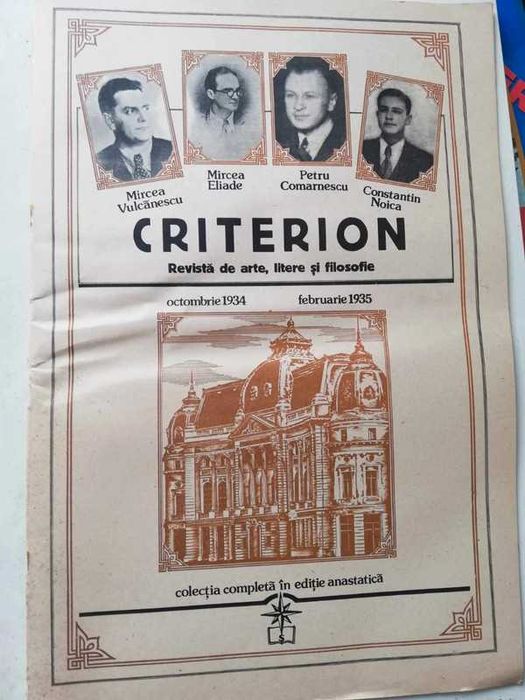 Mircea
Vulcănescu
Mircea
Eliade
Petru
Comarnescu
Constantin
Noica
CRITERION
Revistă de arte, litere și filosofie
octombrie 1934
februarie 1935
colecția completă în ediție anastatică